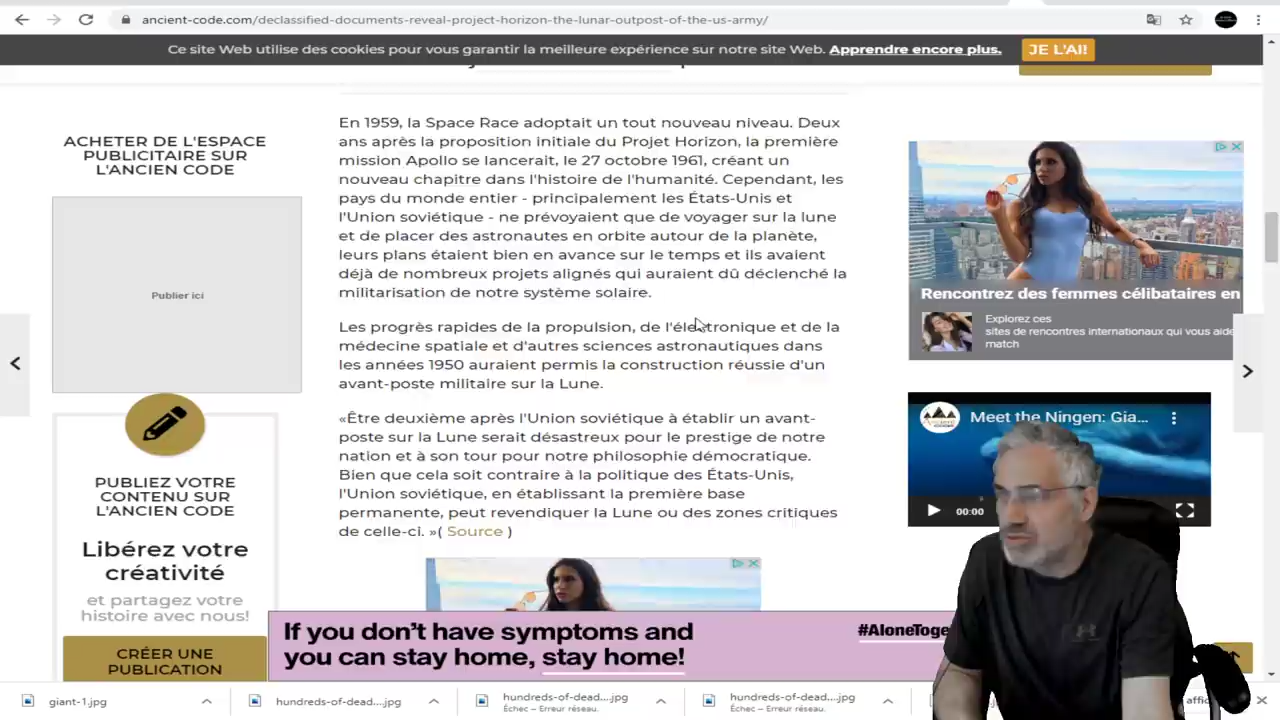 ancient-code.com/declassified-documents-reveal-project-horizon-the-lunar-outpost-of-the-us-army/
Ce site Web utilise des cookies pour vous garantir la meilleure expérience sur notre site Web. Apprendre encore plus. JE L'AI!
ACHETER DE L'ESPACE
PUBLICITAIRE SUR
L'ANCIEN CODE
Publier ici
PUBLIEZ VOTRE
CONTENU SUR
L'ANCIEN CODE
Libérez votre
créativité
et partagez votre
histoire avec nous!
CRÉER UNE
PUBLICATION
En 1959, la Space Race adoptait un tout nouveau niveau. Deux
ans après la proposition initiale du Projet Horizon, la première
mission Apollo se lancerait, le 27 octobre 1961, créant un
nouveau chapitre dans l'histoire de l'humanité. Cependant, les
pays du monde entier - principalement les États-Unis et
l'Union soviétique - ne prévoyaient que de voyager sur la lune
et de placer des astronautes en orbite autour de la planète,
leurs plans étaient bien en avance sur le temps et ils avaient
déjà de nombreux projets alignés qui auraient dû déclenché la
militarisation de notre système solaire.
Les progrès rapides de la propulsion, de l'électronique et de la
médecine spatiale et d'autres sciences astronautiques dans
les années 1950 auraient permis la construction réussie d'un
avant-poste militaire sur la Lune.
«Être deuxième après l'Union soviétique à établir un avant-
poste sur la Lune serait désastreux pour le prestige de notre
nation et à son tour pour notre philosophie démocratique.
Bien que cela soit contraire à la politique des États-Unis,
l'Union soviétique, en établissant la première base
permanente, peut revendiquer la Lune ou des zones critiques
de celle-ci. »( Source )
Rencontrez des femmes célibataires en
Explorez ces
sites de rencontres internationaux qui vous aide
match
Meet the Ningen: Gia...
00:00
If you don't have symptoms and
you can stay home, stay home!
#AloneToge
giant-1.jpg
hundreds-of-dead....jpg
hundreds-of-dead....jpg
Échec – Erreur réseau.
hundreds-of-dead....jpg
Échec – Erreur réseau.